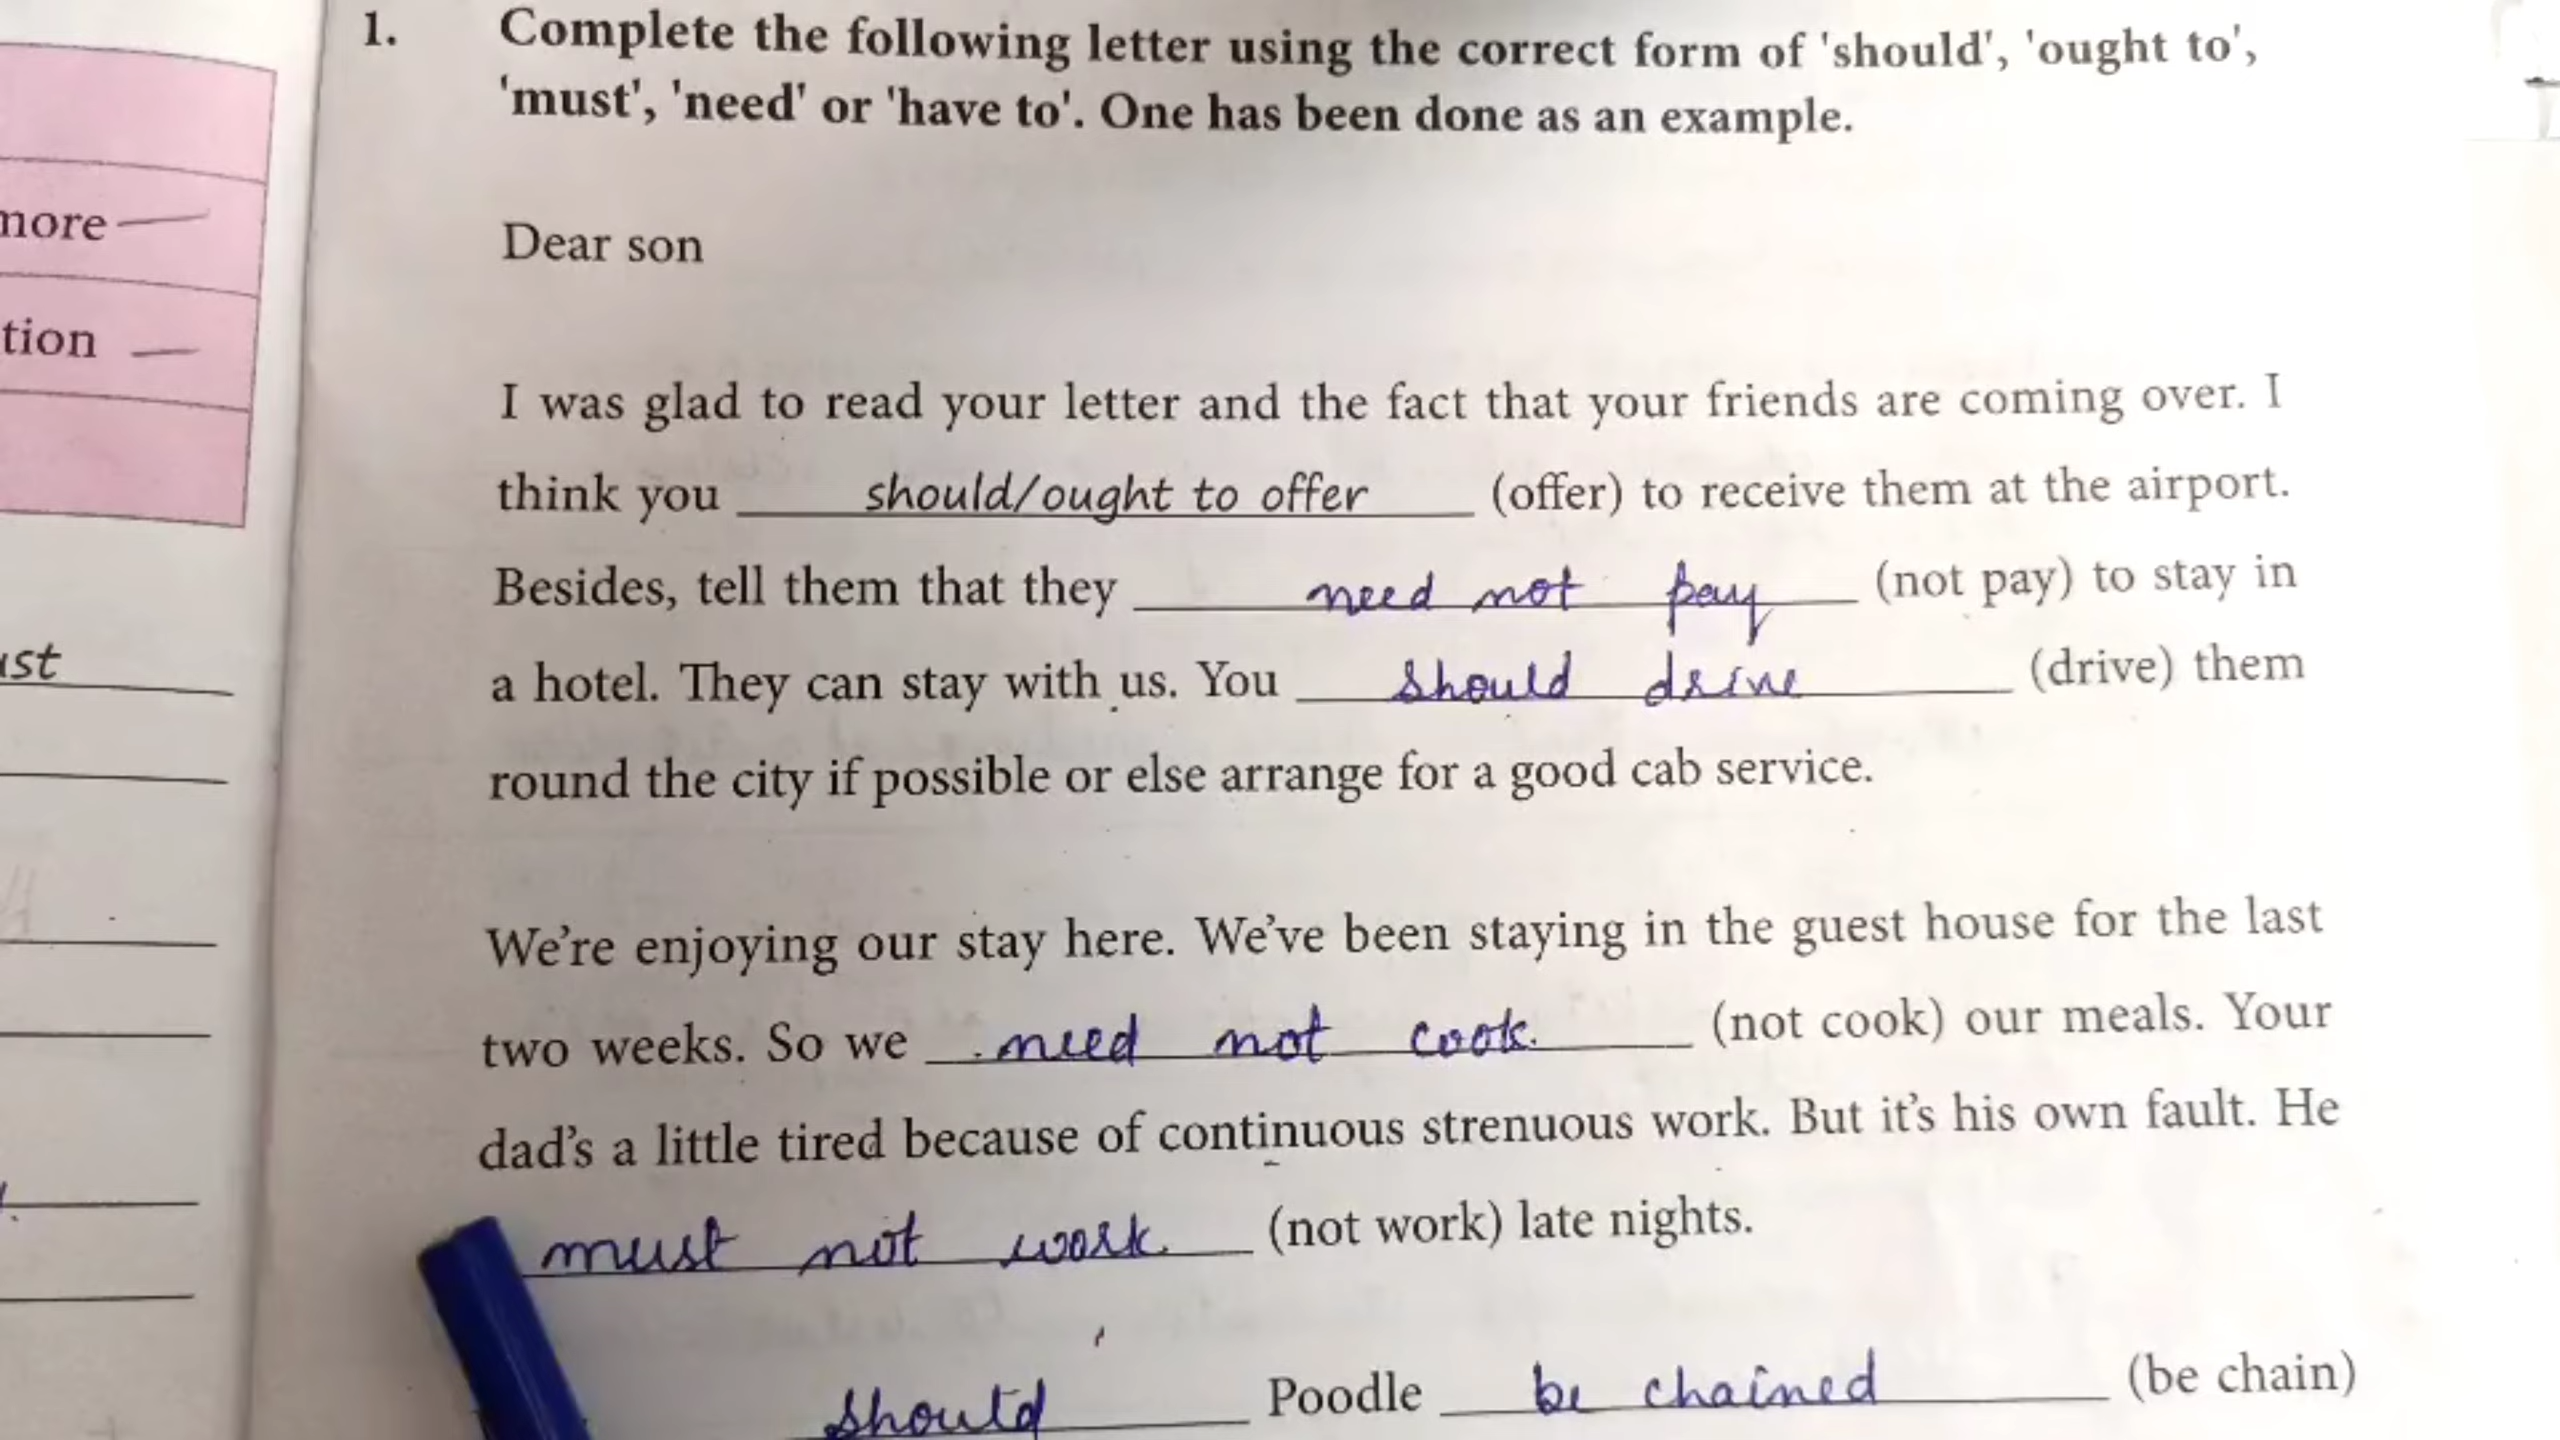 1. Complete the following letter using the correct form of 'should', 'ought to',
'must', 'need' or 'have to'. One has been done as an example.
more
tion
ust
Dear son
I was glad to read your letter and the fact that your friends are coming over. I
think you should/ought to offer (offer) to receive them at the airport.
Besides, tell them that they need not pay (not pay) to stay in
a hotel. They can stay with us. You should drive (drive) them
round the city if possible or else arrange for a good cab service.
We're enjoying our stay here. We've been staying in the guest house for the last
two weeks. So we need not cook. (not cook) our meals. Your
dad's a little tired because of continuous strenuous work. But it's his own fault. He
must not work. (not work) late nights.
should Poodle be chained (be chain)